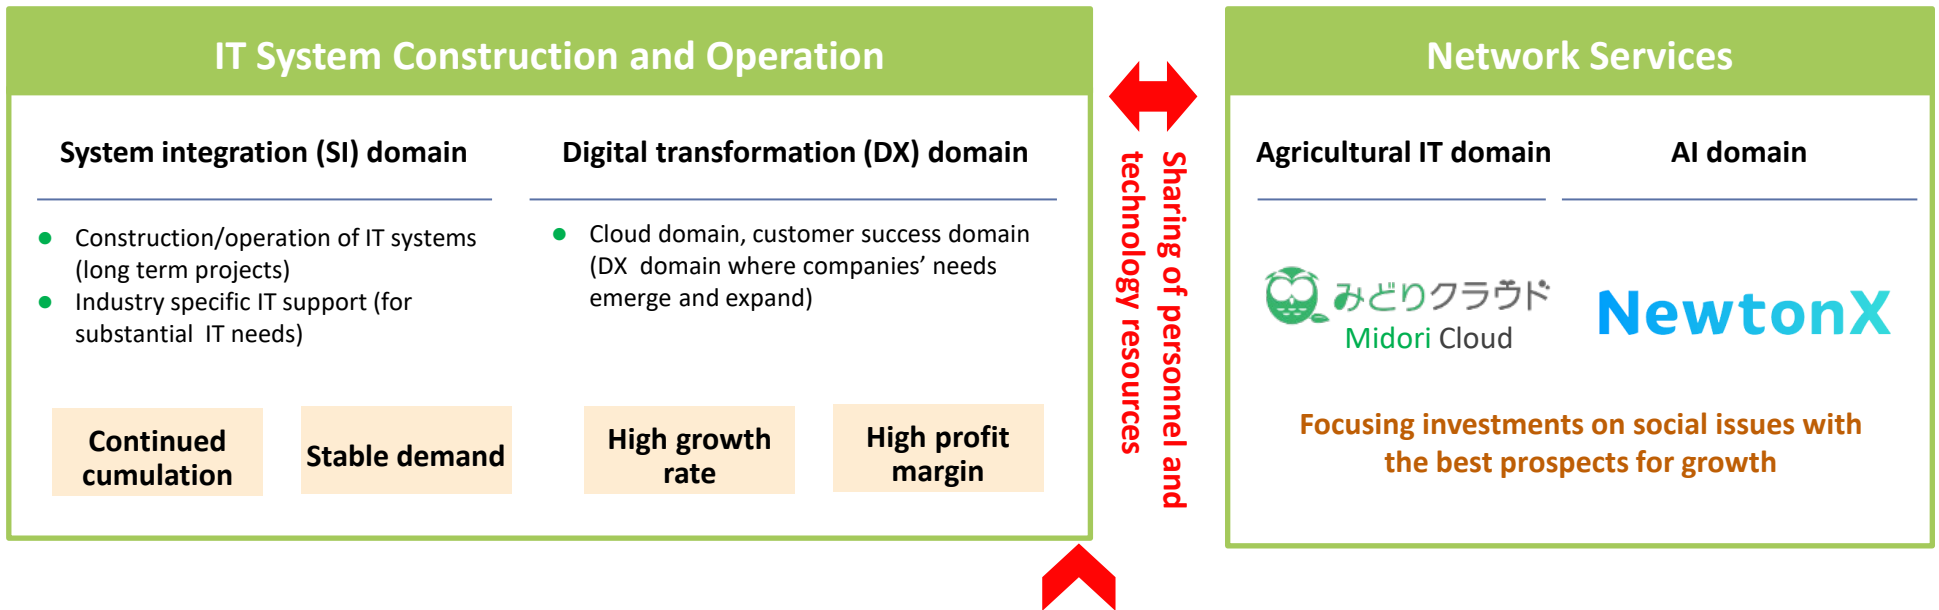 IT System Construction and Operation
System integration (SI) domain
Construction/operation of IT systems
(long term projects)
Industry specific IT support (for
substantial IT needs)
Continued
cumulation
Stable demand
Digital transformation (DX) domain
Cloud domain, customer success domain
(DX domain where companies’ needs
emerge and expand)
High growth
rate
High profit
margin
Sharing of personnel and
technology resources
Network Services
Agricultural IT domain
みどりクラウド
Midori Cloud
AI domain
NewtonX
Focusing investments on social issues with
the best prospects for growth